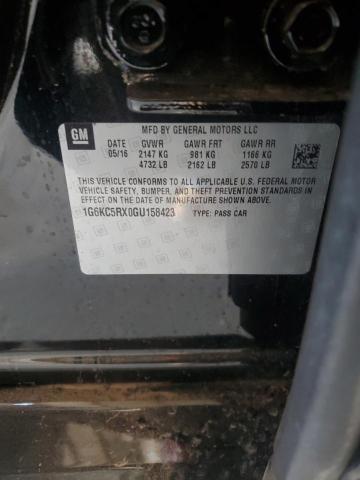 GM
MFD BY GENERAL MOTORS LLC
DATE GVWR GAWR FRT GAWR RR
05/16 2147 KG 981 KG 1166 KG
4732 LB 2162 LB 2570 LB
THIS VEHICLE CONFORMS TO ALL APPLICABLE U.S. FEDERAL MOTOR
VEHICLE SAFETY, BUMPER, AND THEFT PREVENTION STANDARDS IN
EFFECT ON THE DATE OF MANUFACTURE SHOWN ABOVE.
1G6KC5RX0GU158423 TYPE: PASS CAR